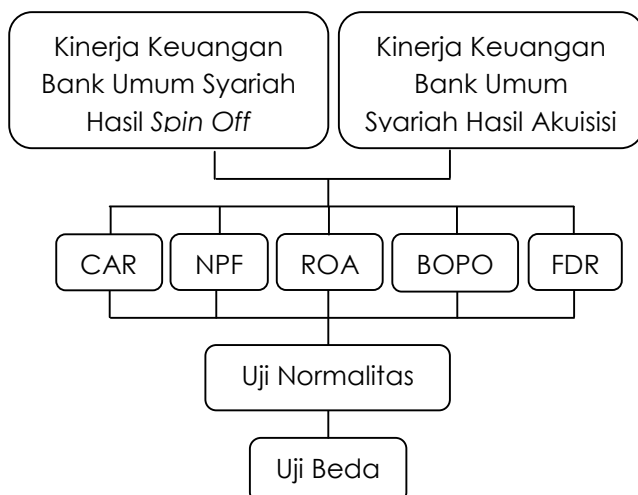 Kinerja Keuangan
Bank Umum Syariah
Hasil Spin Off
Kinerja Keuangan
Bank Umum
Syariah Hasil Akuisisi
CAR
NPF
ROA
BOPO
FDR
Uji Normalitas
Uji Beda